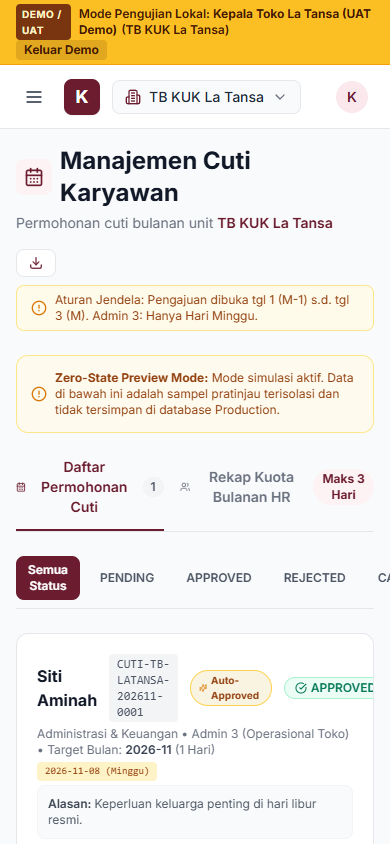 DEMO /
UAT
Mode Pengujian Lokal: Kepala Toko La Tansa (UAT
Demo) (TB KUK La Tansa)
Keluar Demo
K
TB KUK La Tansa
K
Manajemen Cuti
Karyawan
Permohonan cuti bulanan unit TB KUK La Tansa
Aturan Jendela: Pengajuan dibuka tgl 1 (M-1) s.d. tgl
3 (M). Admin 3: Hanya Hari Minggu.
Zero-State Preview Mode: Mode simulasi aktif. Data
di bawah ini adalah sampel pratinjau terisolasi dan
tidak tersimpan di database Production.
Daftar
Permohonan
Cuti
1
Rekap Kuota
Bulanan HR
Maks 3
Hari
Semua
Status
PENDING
APPROVED
REJECTED
CA
Siti
Aminah
CUTI-TB-
LATANSA-
202611-
0001
Auto-
Approved
APPROVED
Administrasi & Keuangan • Admin 3 (Operasional Toko)
• Target Bulan: 2026-11 (1 Hari)
2026-11-08 (Minggu)
Alasan: Keperluan keluarga penting di hari libur
resmi.